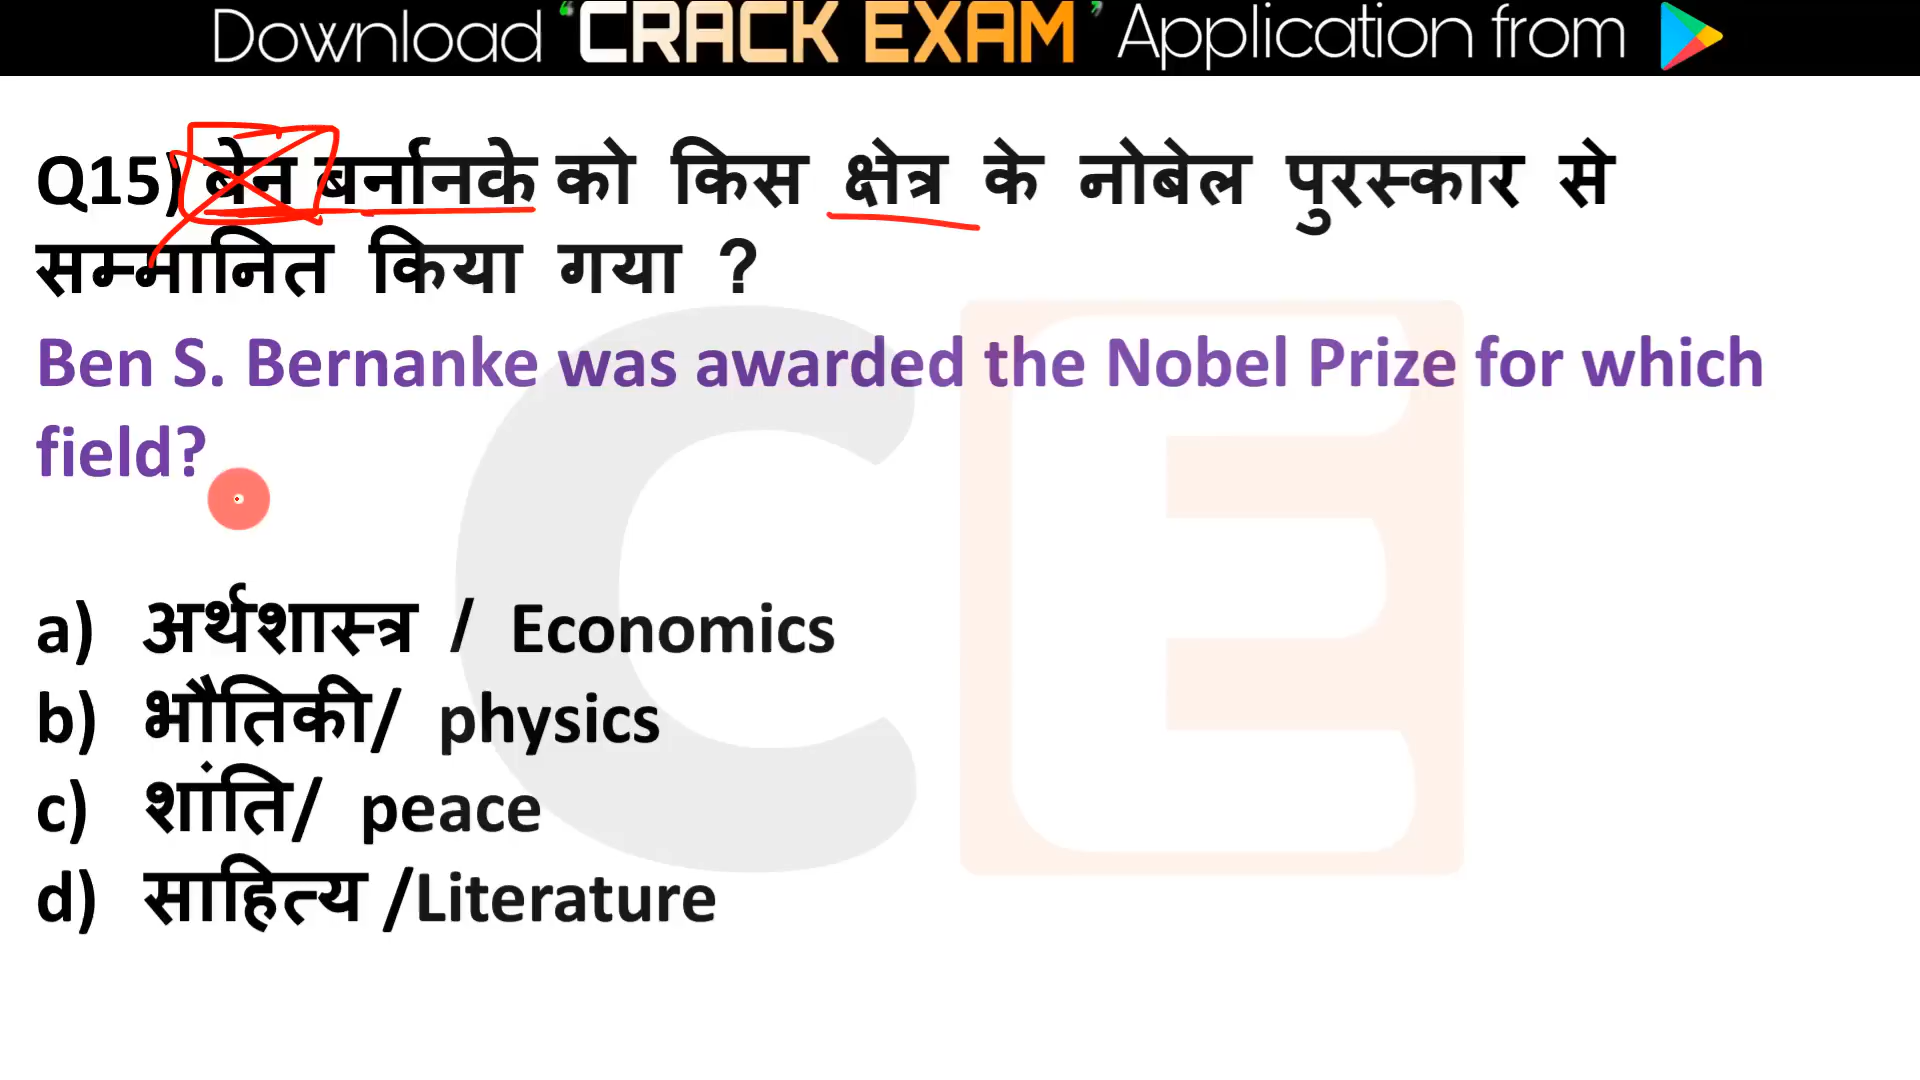 Download ‘CRACK EXAM’ Application from
Q15) बेन बर्नानके को किस क्षेत्र के नोबेल पुरस्कार से
सम्मानित किया गया ?
Ben S. Bernanke was awarded the Nobel Prize for which
field?
a) अर्थशास्त्र / Economics
b) भौतिकी/ physics
c) शांति/ peace
d) साहित्य /Literature
CE